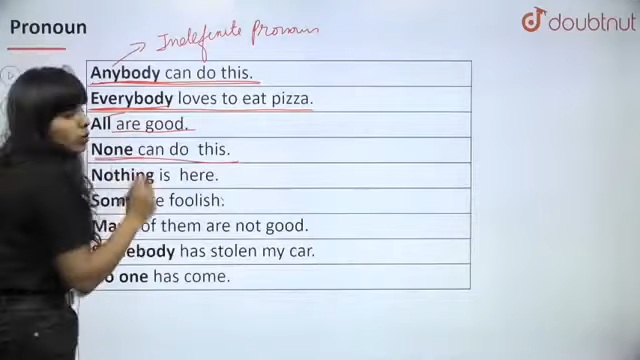 Pronoun
doubtnut
Indefinite Pronoun
Anybody can do this.
Everybody loves to eat pizza.
All are good.
None can do this.
Nothing is here.
foolish.
of them are not good.
has stolen my car.
one has come.